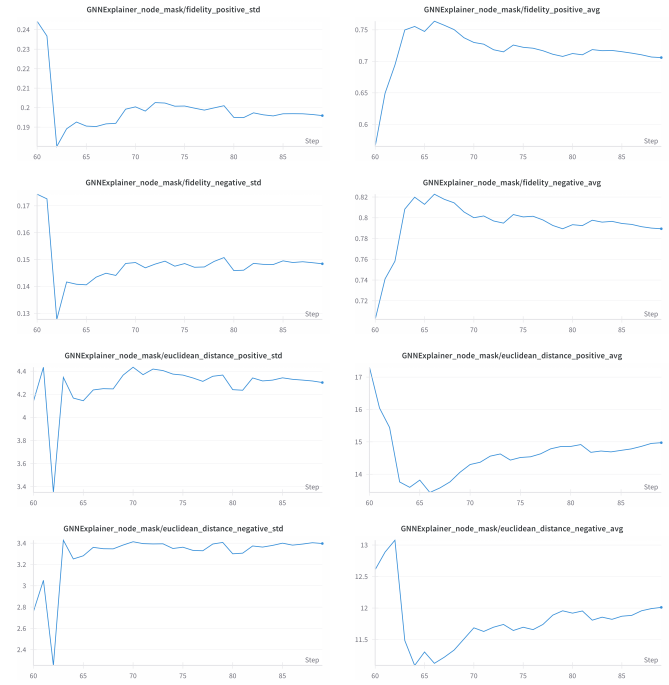 GNNExplainer_node_mask/fidelity_positive_std
0.24
0.23
0.22
0.21
0.2
0.19
Step
60 65 70 75 80 85
GNNExplainer_node_mask/fidelity_positive_avg
0.75
0.7
0.65
0.6
Step
60 65 70 75 80 85
GNNExplainer_node_mask/fidelity_negative_std
0.17
0.16
0.15
0.14
0.13
Step
60 65 70 75 80 85
GNNExplainer_node_mask/fidelity_negative_avg
0.82
0.8
0.78
0.76
0.74
0.72
Step
60 65 70 75 80 85
GNNExplainer_node_mask/euclidean_distance_positive_std
4.4
4.2
4
3.8
3.6
3.4
Step
60 65 70 75 80 85
GNNExplainer_node_mask/euclidean_distance_positive_avg
17
16
15
14
Step
60 65 70 75 80 85
GNNExplainer_node_mask/euclidean_distance_negative_std
3.4
3.2
3
2.8
2.6
2.4
Step
60 65 70 75 80 85
GNNExplainer_node_mask/euclidean_distance_negative_avg
13
12.5
12
11.5
Step
60 65 70 75 80 85